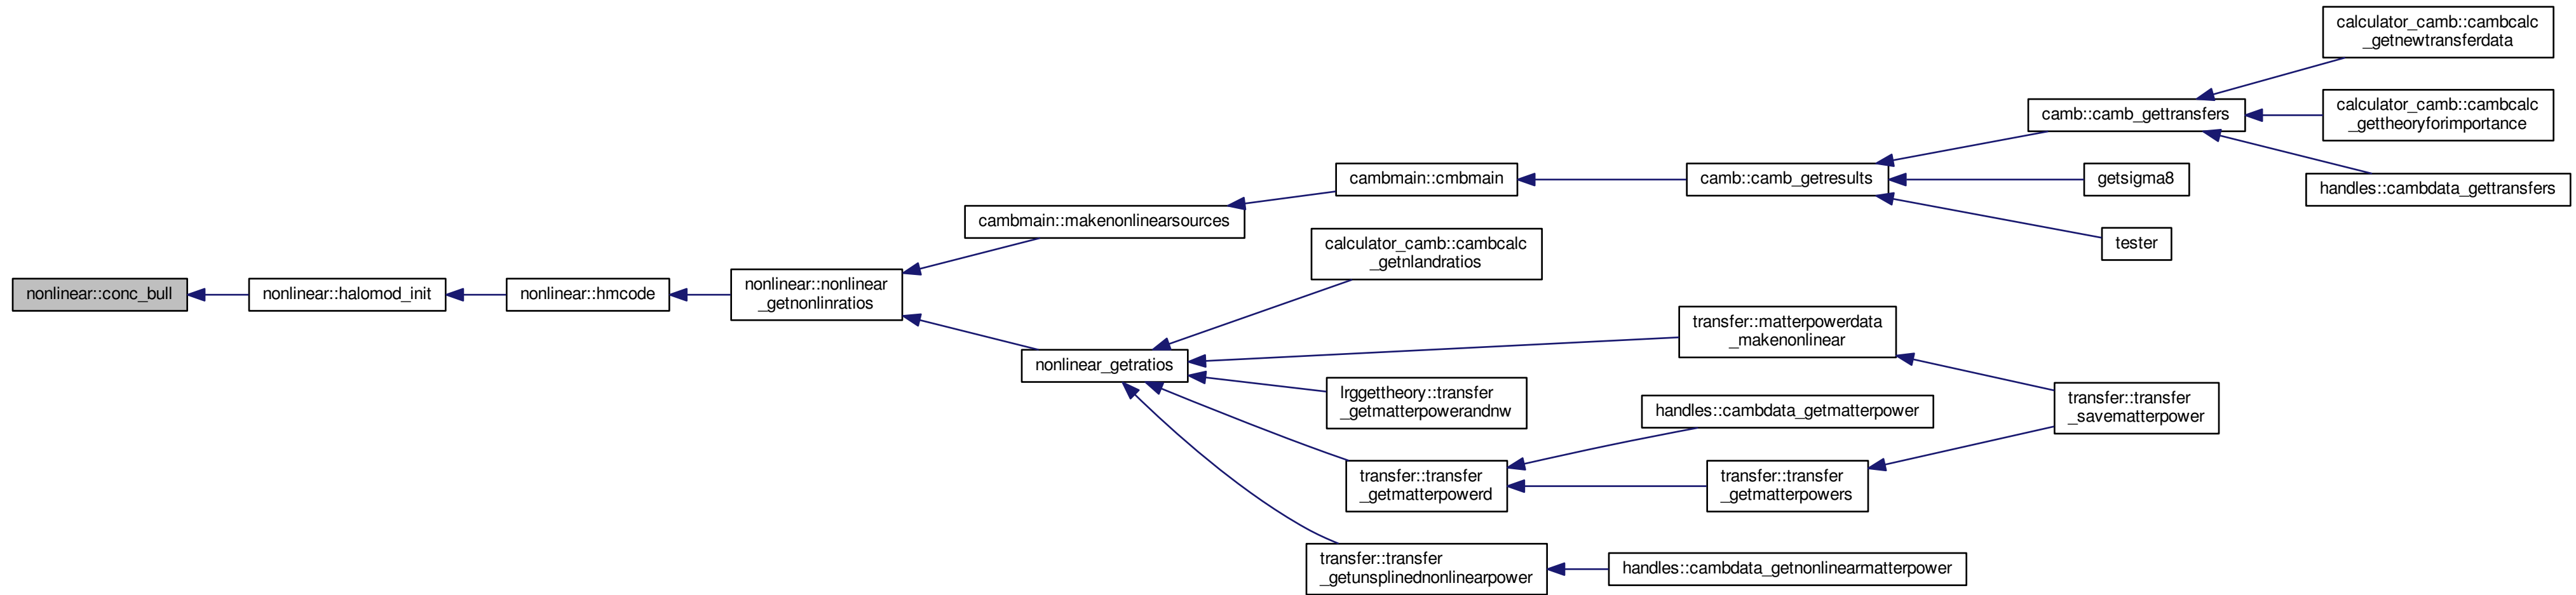 nonlinear::conc_bull
nonlinear::halomod_init
nonlinear::hmcode
nonlinear::nonlinear
_getnonlinratios
cambmain::makenonlinearsources
cambmain::cmbmain
camb::camb_getresults
camb::camb_gettransfers
calculator_camb::cambcalc
_getnewtransferdata
calculator_camb::cambcalc
_gettheoryforimportance
handles::cambdata_gettransfers
getsigma8
tester
nonlinear_getratios
calculator_camb::cambcalc
_getnlandratios
transfer::matterpowerdata
_makenonlinear
lrggettheory::transfer
_getmatterpowerandnw
transfer::transfer
_getmatterpowerd
handles::cambdata_getmatterpower
transfer::transfer
_getmatterpowers
transfer::transfer
_savematterpower
transfer::transfer
_getunsplinednonlinearpower
handles::cambdata_getnonlinearmatterpower